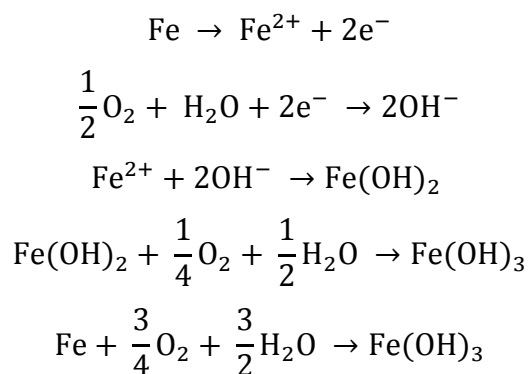 Fe → Fe²⁺ + 2e⁻
1/2 O₂ + H₂O + 2e⁻ → 2OH⁻
Fe²⁺ + 2OH⁻ → Fe(OH)₂
Fe(OH)₂ + 1/4 O₂ + 1/2 H₂O → Fe(OH)₃
Fe + 3/4 O₂ + 3/2 H₂O → Fe(OH)₃